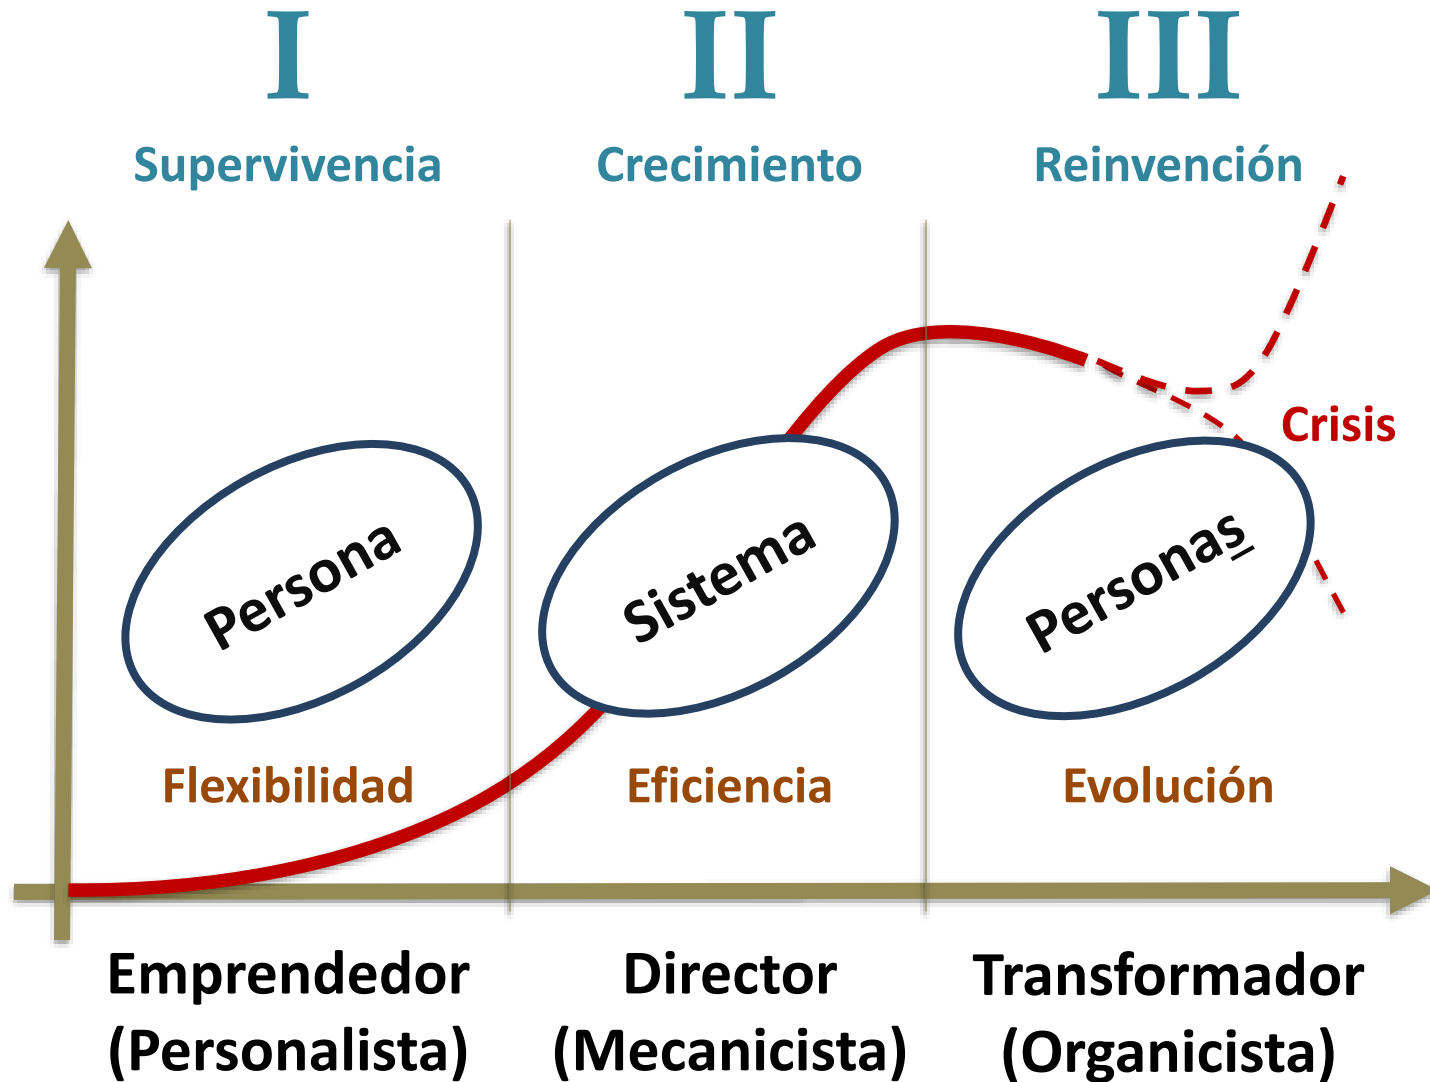 I
II
III
Supervivencia
Crecimiento
Reinvención
Crisis
Persona
Sistema
Personas
Flexibilidad
Eficiencia
Evolución
Emprendedor
(Personalista)
Director
(Mecanicista)
Transformador
(Organicista)